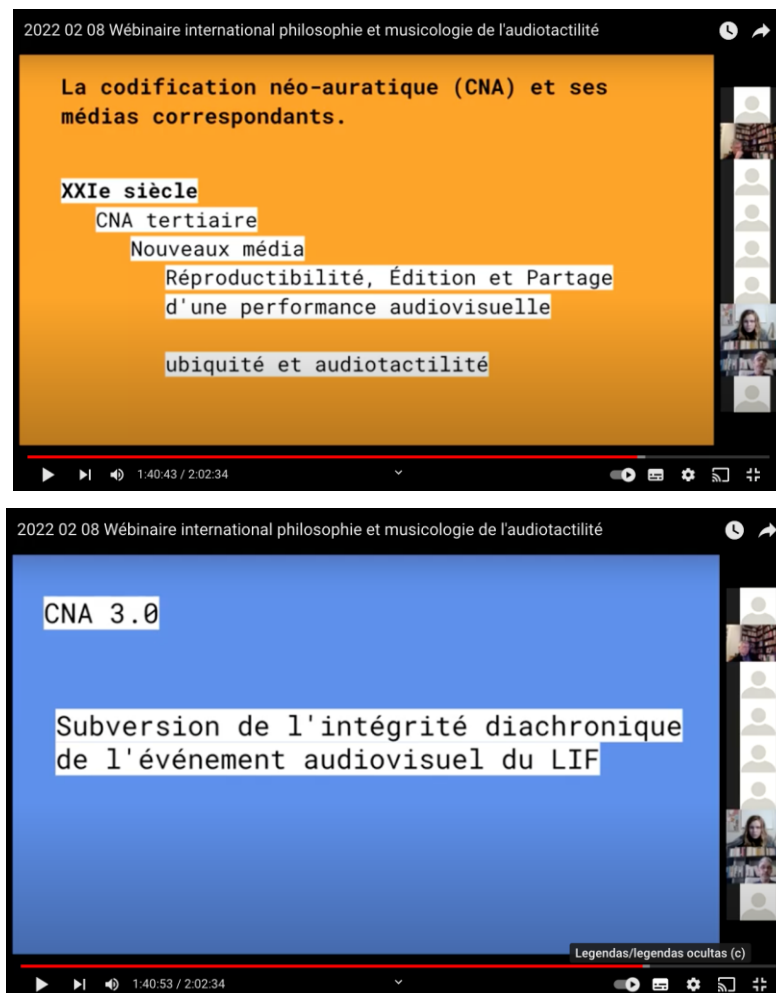 2022 02 08 Wébinaire international philosophie et musicologie de l'audiotactilité
La codification néo-auratique (CNA) et ses
médias correspondants.
XXIe siècle
CNA tertiaire
Nouveaux média
Réproductibilité, Édition et Partage
d'une performance audiovisuelle
ubiquité et audiotactilité
1:40:43 / 2:02:34
2022 02 08 Wébinaire international philosophie et musicologie de l'audiotactilité
CNA 3.0
Subversion de l'intégrité diachronique
de l'événement audiovisuel du LIF
Legendas/legendas ocultas (c)
1:40:53 / 2:02:34